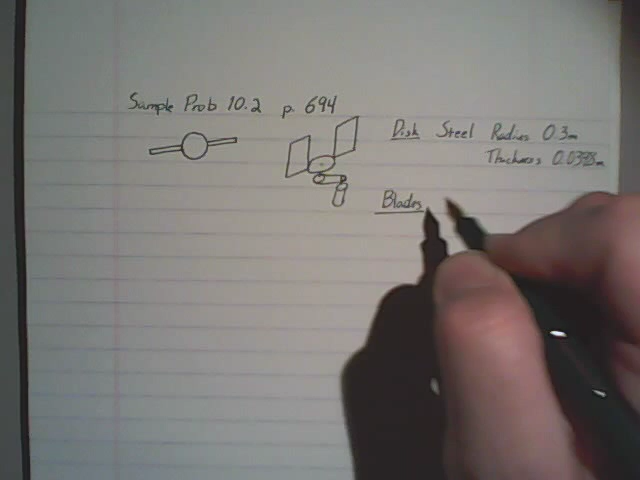 Sample Prob 10.2 p. 694
Disk Steel Radius 0.3m
Thickness 0.0398m
Blades